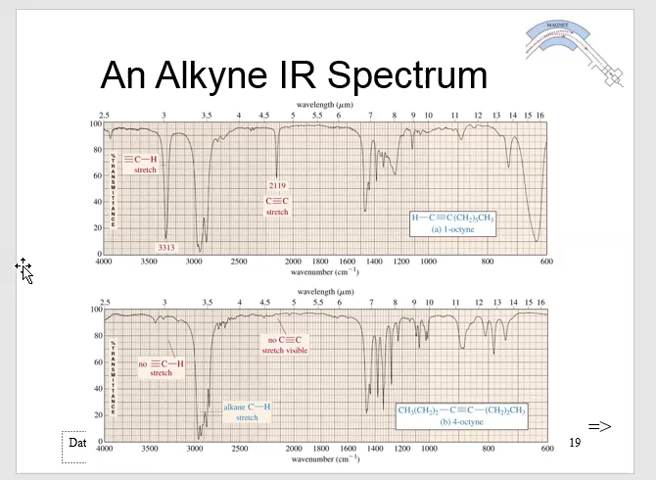 MAGNET
An Alkyne IR Spectrum
wavelength (μm)
2.5 3 3.5 4 4.5 5 5.5 6 7 8 9 10 11 12 13 14 15 16
100
80
60
40
20
0
%TRANSMITTANCE
≡C—H
stretch
3313
2119
C≡C
stretch
H—C≡C(CH2)5CH3
(a) 1-octyne
4000 3500 3000 2500 2000 1800 1600 1400 1200 1000 800 600
wavenumber (cm−1)
wavelength (μm)
2.5 3 3.5 4 4.5 5 5.5 6 7 8 9 10 11 12 13 14 15 16
100
80
60
40
20
0
%TRANSMITTANCE
no ≡C—H
stretch
no C≡C
stretch visible
alkane C—H
stretch
CH3(CH2)2—C≡C—(CH2)2CH3
(b) 4-octyne
4000 3500 3000 2500 2000 1800 1600 1400 1200 1000 800 600
wavenumber (cm−1)
Dat
=>
19